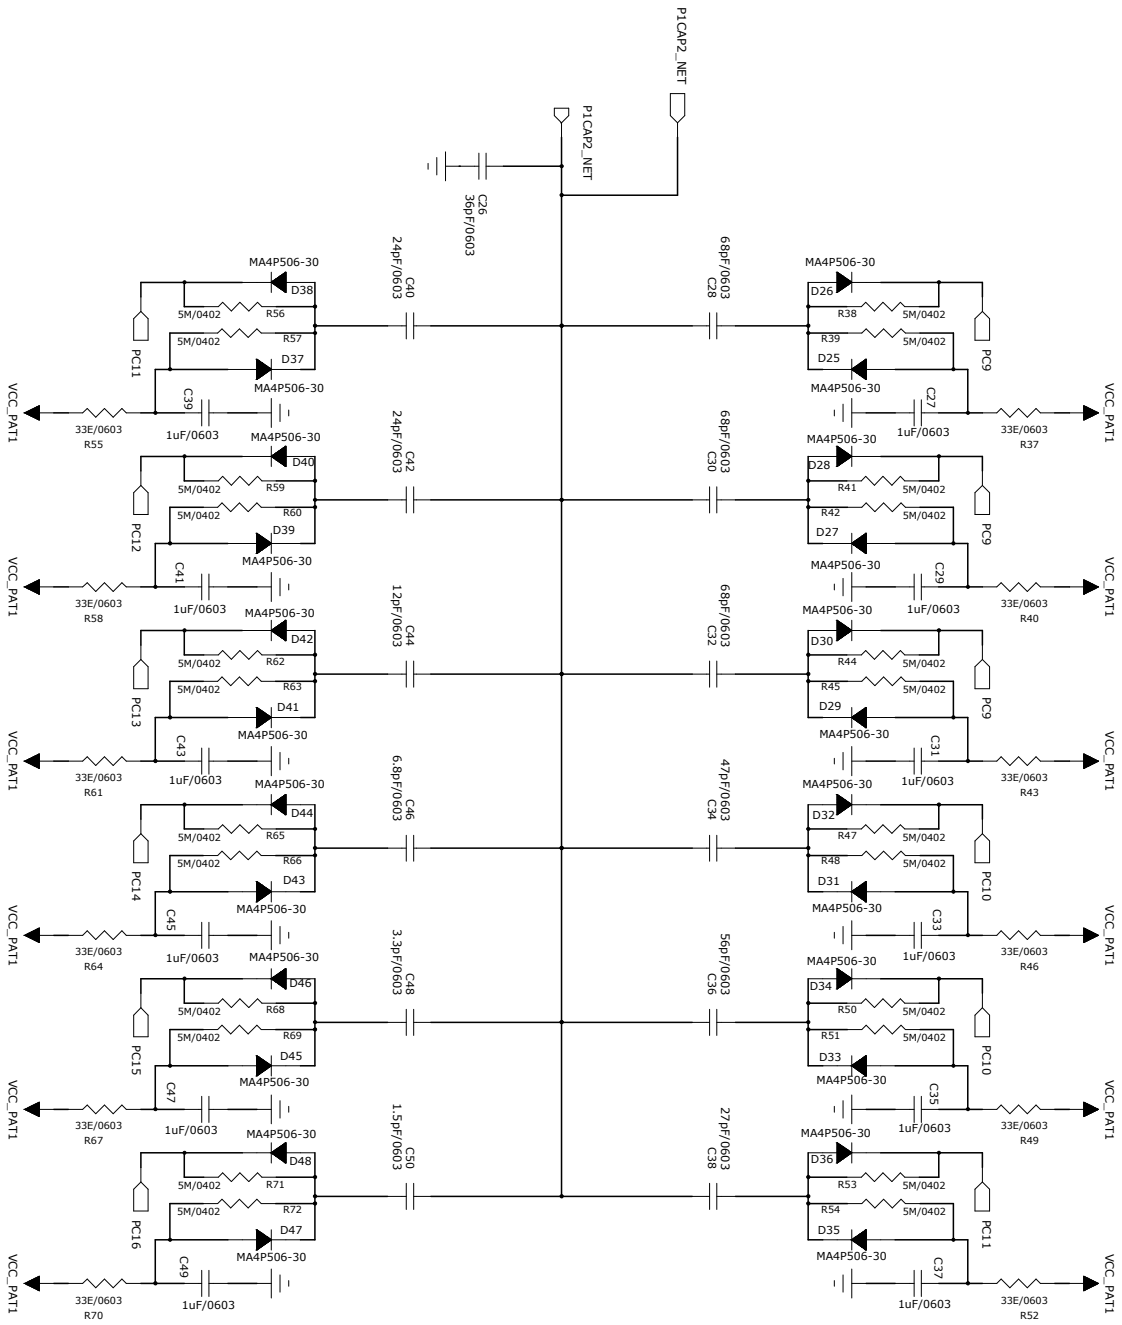 P1CAP2_NET
P1CAP2_NET
C26
36pF/0603
MA4P506-30
D38
R56
5M/0402
R57
5M/0402
D37
MA4P506-30
PC11
C39
1uF/0603
33E/0603
R55
VCC_PAT1
24pF/0603
C40
68pF/0603
C28
MA4P506-30
D26
R38
5M/0402
R39
5M/0402
D25
MA4P506-30
PC9
C27
1uF/0603
33E/0603
R37
VCC_PAT1
MA4P506-30
D40
R59
5M/0402
R60
5M/0402
D39
MA4P506-30
PC12
C41
1uF/0603
33E/0603
R58
VCC_PAT1
24pF/0603
C42
68pF/0603
C30
MA4P506-30
D28
R41
5M/0402
R42
5M/0402
D27
MA4P506-30
PC9
C29
1uF/0603
33E/0603
R40
VCC_PAT1
MA4P506-30
D42
R62
5M/0402
R63
5M/0402
D41
MA4P506-30
PC13
C43
1uF/0603
33E/0603
R61
VCC_PAT1
12pF/0603
C44
68pF/0603
C32
MA4P506-30
D30
R44
5M/0402
R45
5M/0402
D29
MA4P506-30
PC9
C31
1uF/0603
33E/0603
R43
VCC_PAT1
MA4P506-30
D44
R65
5M/0402
R66
5M/0402
D43
MA4P506-30
PC14
C45
1uF/0603
33E/0603
R64
VCC_PAT1
6.8pF/0603
C46
47pF/0603
C34
MA4P506-30
D32
R47
5M/0402
R48
5M/0402
D31
MA4P506-30
PC10
C33
1uF/0603
33E/0603
R46
VCC_PAT1
MA4P506-30
D46
R68
5M/0402
R69
5M/0402
D45
MA4P506-30
PC15
C47
1uF/0603
33E/0603
R67
VCC_PAT1
3.3pF/0603
C48
56pF/0603
C36
MA4P506-30
D34
R50
5M/0402
R51
5M/0402
D33
MA4P506-30
PC10
C35
1uF/0603
33E/0603
R49
VCC_PAT1
MA4P506-30
D48
R71
5M/0402
R72
5M/0402
D47
MA4P506-30
PC16
C49
1uF/0603
33E/0603
R70
VCC_PAT1
1.5pF/0603
C50
27pF/0603
C38
MA4P506-30
D36
R53
5M/0402
R54
5M/0402
D35
MA4P506-30
PC11
C37
1uF/0603
33E/0603
R52
VCC_PAT1